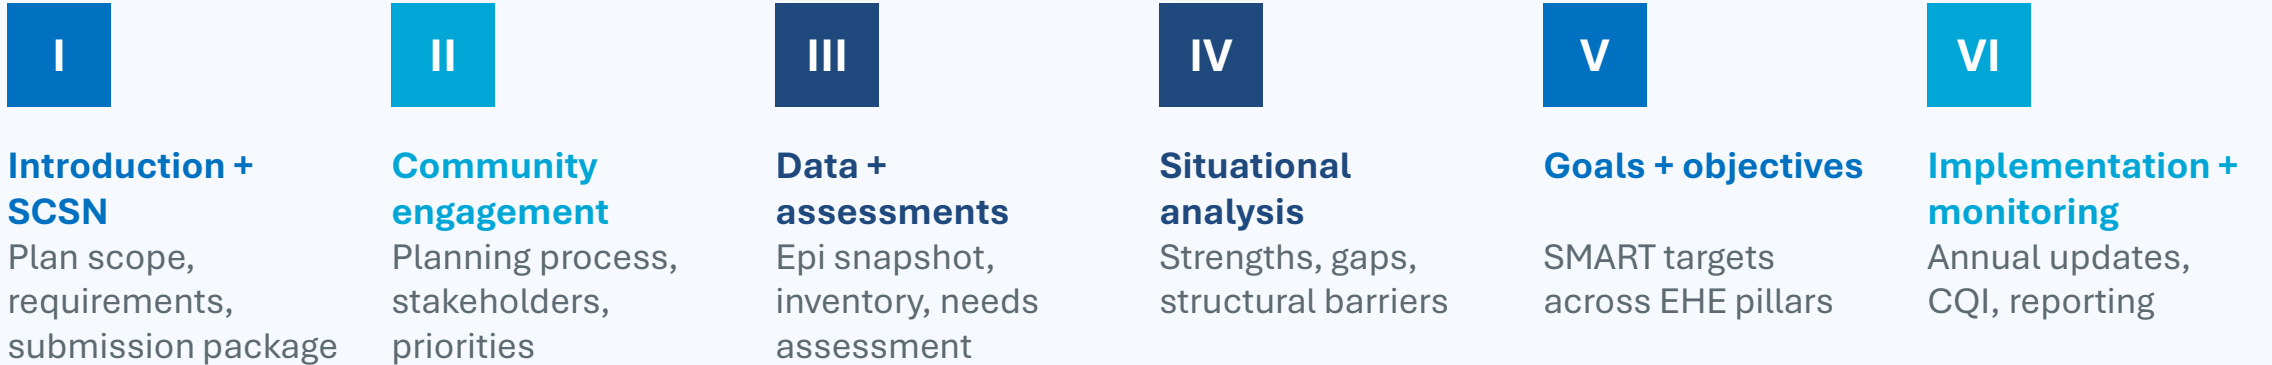 I
Introduction +
SCSN
Plan scope,
requirements,
submission package
II
Community
engagement
Planning process,
stakeholders,
priorities
III
Data +
assessments
Epi snapshot,
inventory, needs
assessment
IV
Situational
analysis
Strengths, gaps,
structural barriers
V
Goals + objectives
SMART targets
across EHE pillars
VI
Implementation +
monitoring
Annual updates,
CQI, reporting